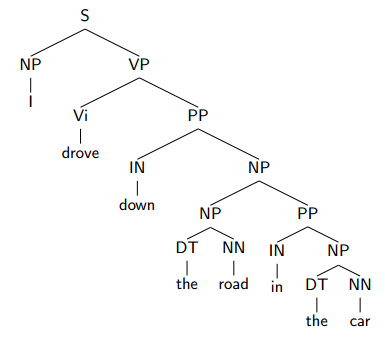 S
NP VP
I
Vi PP
drove
IN NP
down
NP PP
DT NN IN NP
the road in DT NN
the car